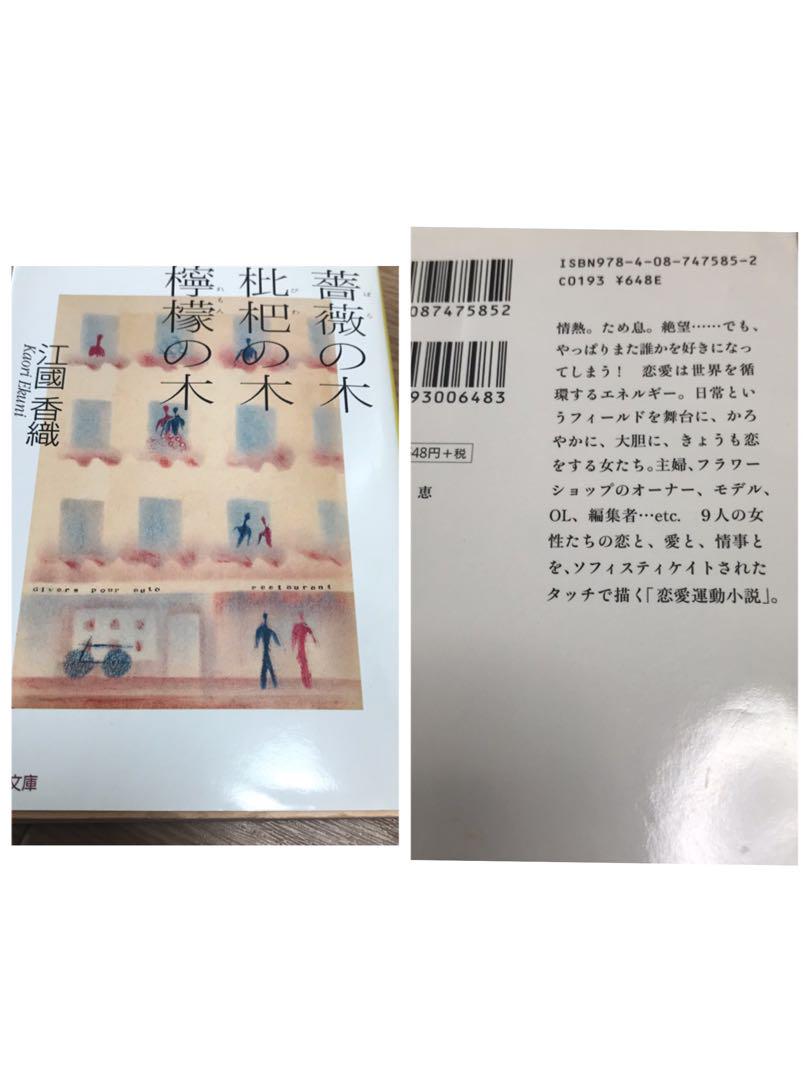 薔薇の木
ばら
枇杷の木
びわ
檸檬の木
れもん
江國香織
Kaori Ekuni
divers pour auto
restaurant
文庫
ISBN978-4-08-747585-2
C0193 ¥648E
087475852
93006483
648円+税
恵
情熱。ため息。絶望……でも、
やっぱりまた誰かを好きになっ
てしまう! 恋愛は世界を循
環するエネルギー。日常とい
うフィールドを舞台に、かろ
やかに、大胆に、きょうも恋
をする女たち。主婦、フラワー
ショップのオーナー、モデル、
OL、編集者…etc. 9人の女
性たちの恋と、愛と、情事と
を、ソフィスティケイトされた
タッチで描く「恋愛運動小説」。